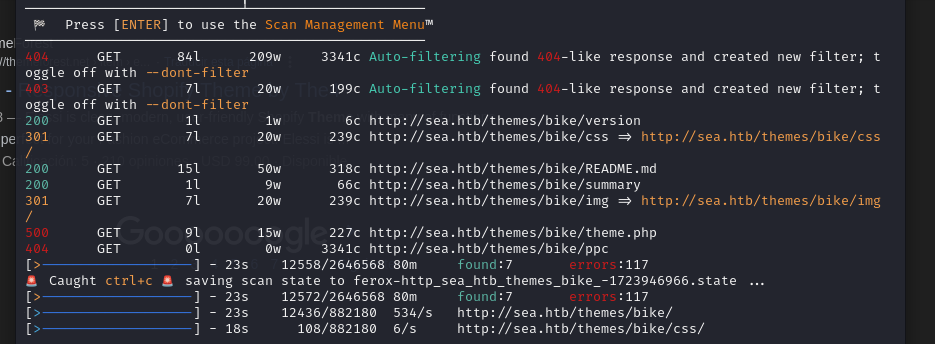 Press [ENTER] to use the Scan Management Menu™
404 GET 84l 209w 3341c Auto-filtering found 404-like response and created new filter; t
oggle off with --dont-filter
403 GET 7l 20w 199c Auto-filtering found 404-like response and created new filter; t
oggle off with --dont-filter
200 GET 1l 1w 6c http://sea.htb/themes/bike/version
301 GET 7l 20w 239c http://sea.htb/themes/bike/css => http://sea.htb/themes/bike/css
/
200 GET 15l 50w 318c http://sea.htb/themes/bike/README.md
200 GET 1l 9w 66c http://sea.htb/themes/bike/summary
301 GET 7l 20w 239c http://sea.htb/themes/bike/img => http://sea.htb/themes/bike/img
/
500 GET 9l 15w 227c http://sea.htb/themes/bike/theme.php
404 GET 0l 0w 3341c http://sea.htb/themes/bike/ppc
[>-------------------] - 23s 12558/2646568 80m found:7 errors:117
🚨 Caught ctrl+c 🚨 saving scan state to ferox-http_sea_htb_themes_bike_-1723946966.state ...
[>-------------------] - 23s 12572/2646568 80m found:7 errors:117
[>-------------------] - 23s 12436/882180 534/s http://sea.htb/themes/bike/
[>-------------------] - 18s 108/882180 6/s http://sea.htb/themes/bike/css/